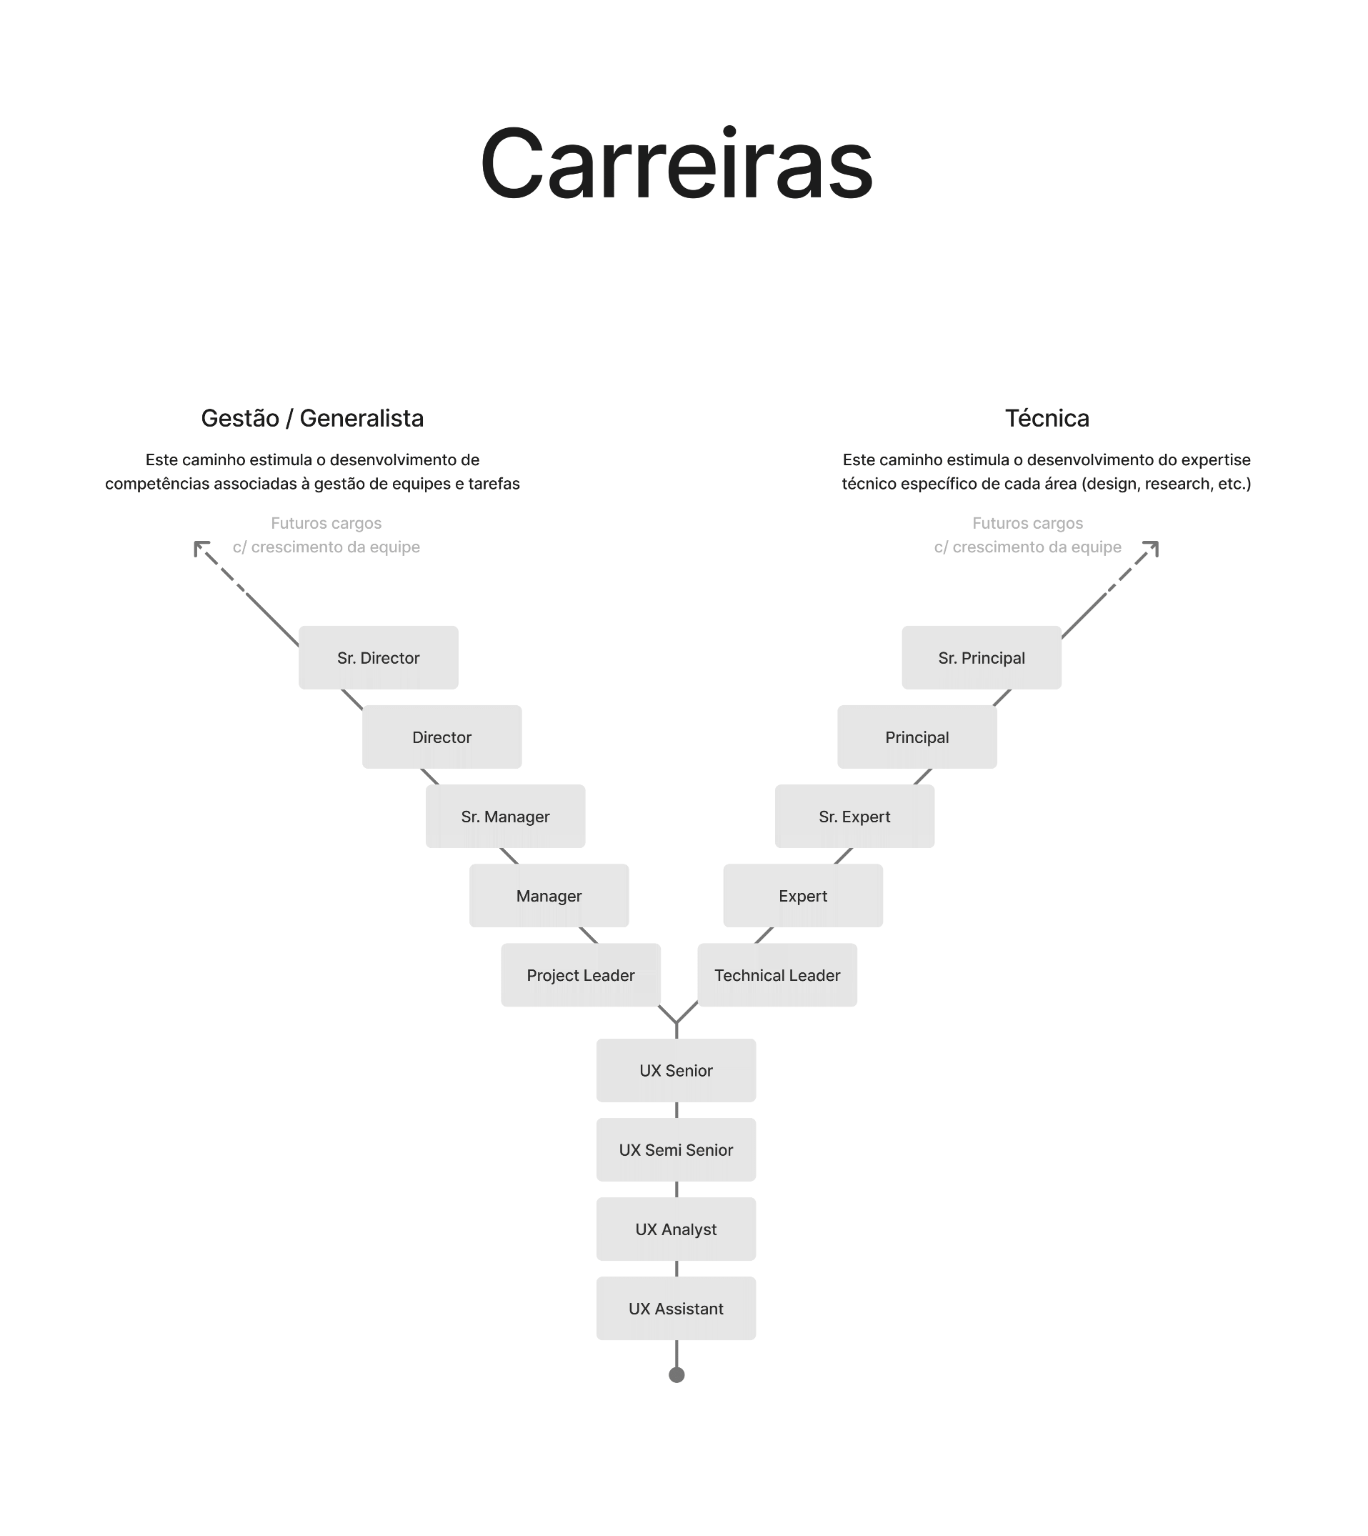 Carreiras
Gestão / Generalista
Este caminho estimula o desenvolvimento de
competências associadas à gestão de equipes e tarefas
Futuros cargos
c/ crescimento da equipe
Técnica
Este caminho estimula o desenvolvimento do expertise
técnico específico de cada área (design, research, etc.)
Futuros cargos
c/ crescimento da equipe
Sr. Director
Sr. Principal
Director
Principal
Sr. Manager
Sr. Expert
Manager
Expert
Project Leader
Technical Leader
UX Senior
UX Semi Senior
UX Analyst
UX Assistant